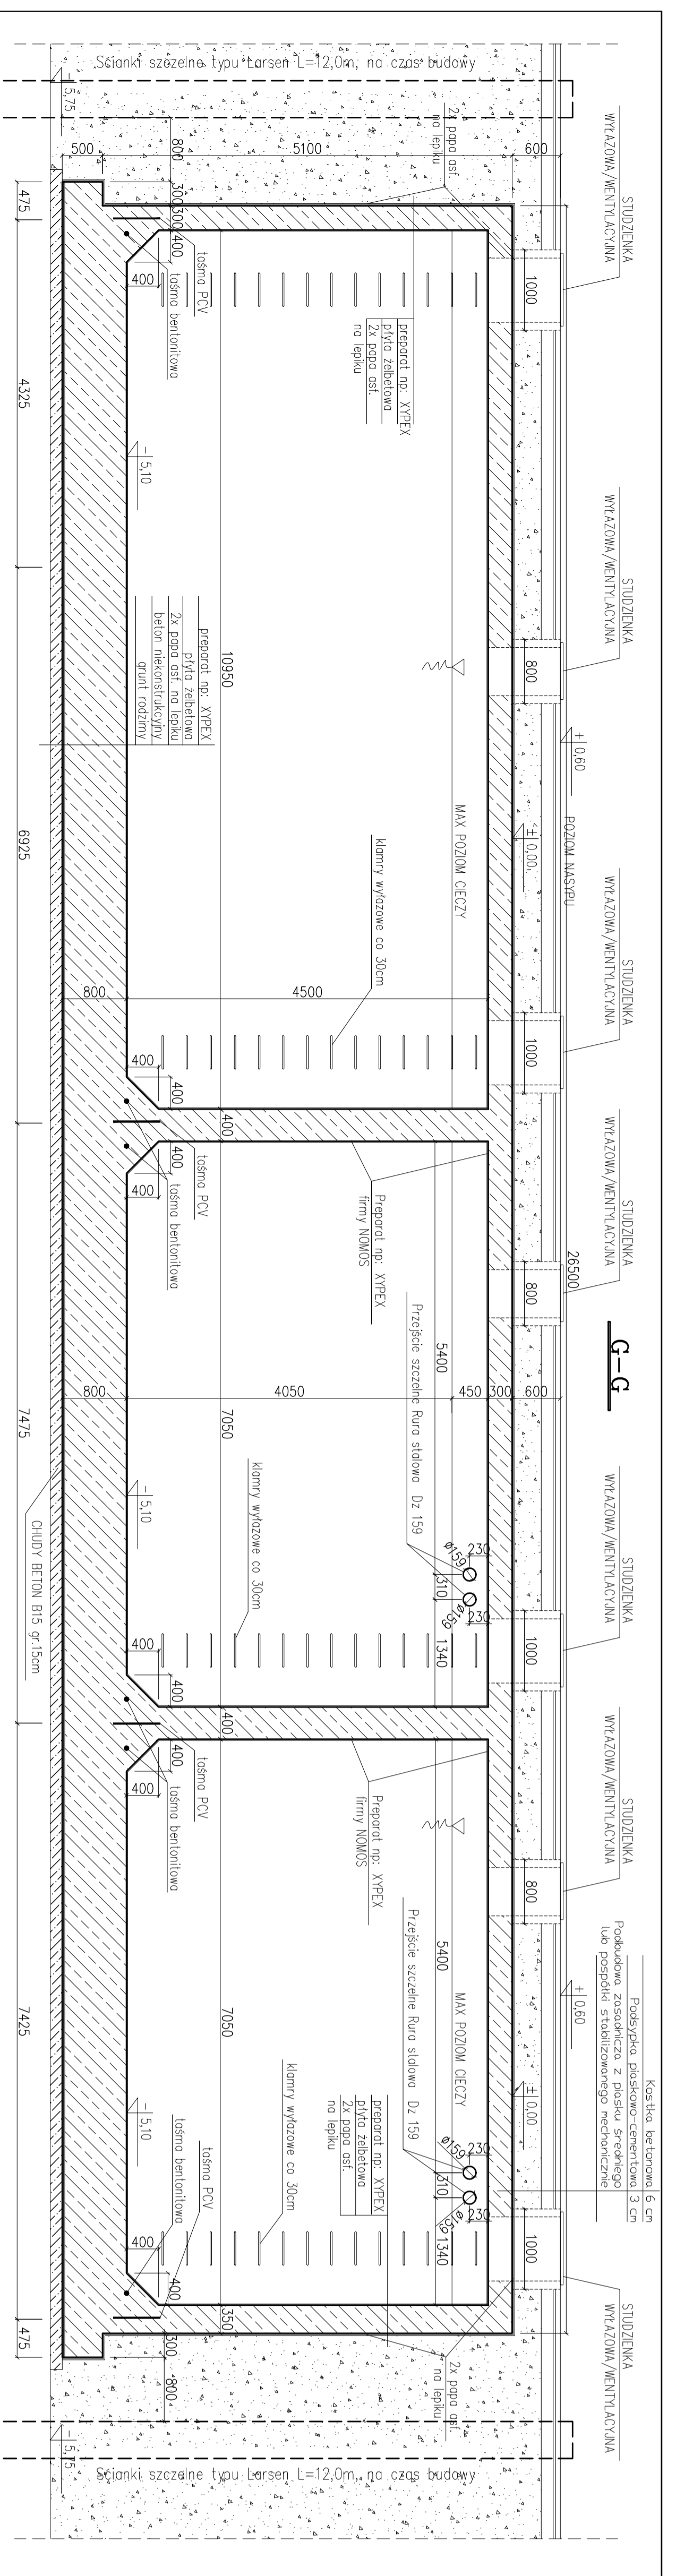 G-G
STUDZIENKA
WYŁAZOWA/WENTYLACYJNA
STUDZIENKA
WYŁAZOWA/WENTYLACYJNA
STUDZIENKA
WYŁAZOWA/WENTYLACYJNA
STUDZIENKA
WYŁAZOWA/WENTYLACYJNA
STUDZIENKA
WYŁAZOWA/WENTYLACYJNA
STUDZIENKA
WYŁAZOWA/WENTYLACYJNA
STUDZIENKA
WYŁAZOWA/WENTYLACYJNA
Kostka betonowa 6 cm
Podsypka piaskowo-cementowa 3 cm
Podbudowa zasadnicza z piasku średniego
lub pospółki stabilizowanego mechanicznie
26500
+ 0,60
POZIOM NASYPU
± 0,00
+ 0,60
± 0,00
1000
800
1000
800
1000
800
1000
Ścianki szczelne typu Larsen L=12,0m, na czas budowy
- 5,75
600
5100
500
800
300
300
400
400
2x papa asf.
na lepiku
taśma PCV
taśma bentonitowa
preparat np: XYPEX
płyta żelbetowa
2x papa asf.
na lepiku
- 5,10
preparat np: XYPEX
płyta żelbetowa
2x papa asf. na lepiku
beton niekonstrukcyjny
grunt rodzimy
10950
MAX POZIOM CIECZY
klamry wyłazowe co 30cm
4500
800
400
400
400
400
400
taśma PCV
taśma bentonitowa
Preparat np: XYPEX
firmy NOMOS
Przejście szczelne Rura stalowa Dz 159
5400
7050
600
300
450
4050
800
- 5,10
klamry wyłazowe co 30cm
ø159
ø159
230
310
230
1340
400
400
400
400
400
taśma PCV
taśma bentonitowa
Preparat np: XYPEX
firmy NOMOS
Przejście szczelne Rura stalowa Dz 159
5400
7050
MAX POZIOM CIECZY
klamry wyłazowe co 30cm
- 5,10
preparat np: XYPEX
płyta żelbetowa
2x papa asf.
na lepiku
ø159
ø159
230
310
230
1340
taśma PCV
taśma bentonitowa
400
400
350
300
800
2x papa asf.
na lepiku
- 5,75
Ścianki szczelne typu Larsen L=12,0m, na czas budowy
CHUDY BETON B15 gr.15cm
475
4325
6925
7475
7425
475